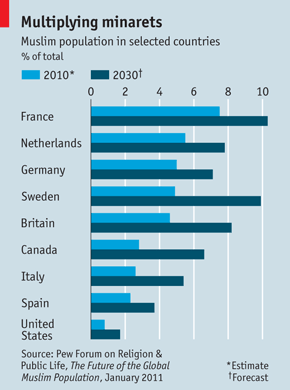 Multiplying minarets
Muslim population in selected countries
% of total
2010* 2030†
0 2 4 6 8 10
France
Netherlands
Germany
Sweden
Britain
Canada
Italy
Spain
United
States
Source: Pew Forum on Religion &
Public Life, The Future of the Global
Muslim Population, January 2011
*Estimate
†Forecast